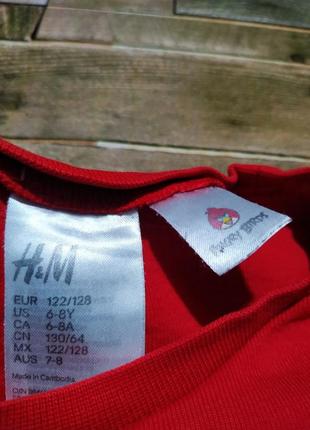 H&M
EUR 122/128
US 6-8Y
CA 6-8A
CN 130/64
MX 122/128
AUS 7-8
Made in Cambodia
ANGRY BIRDS